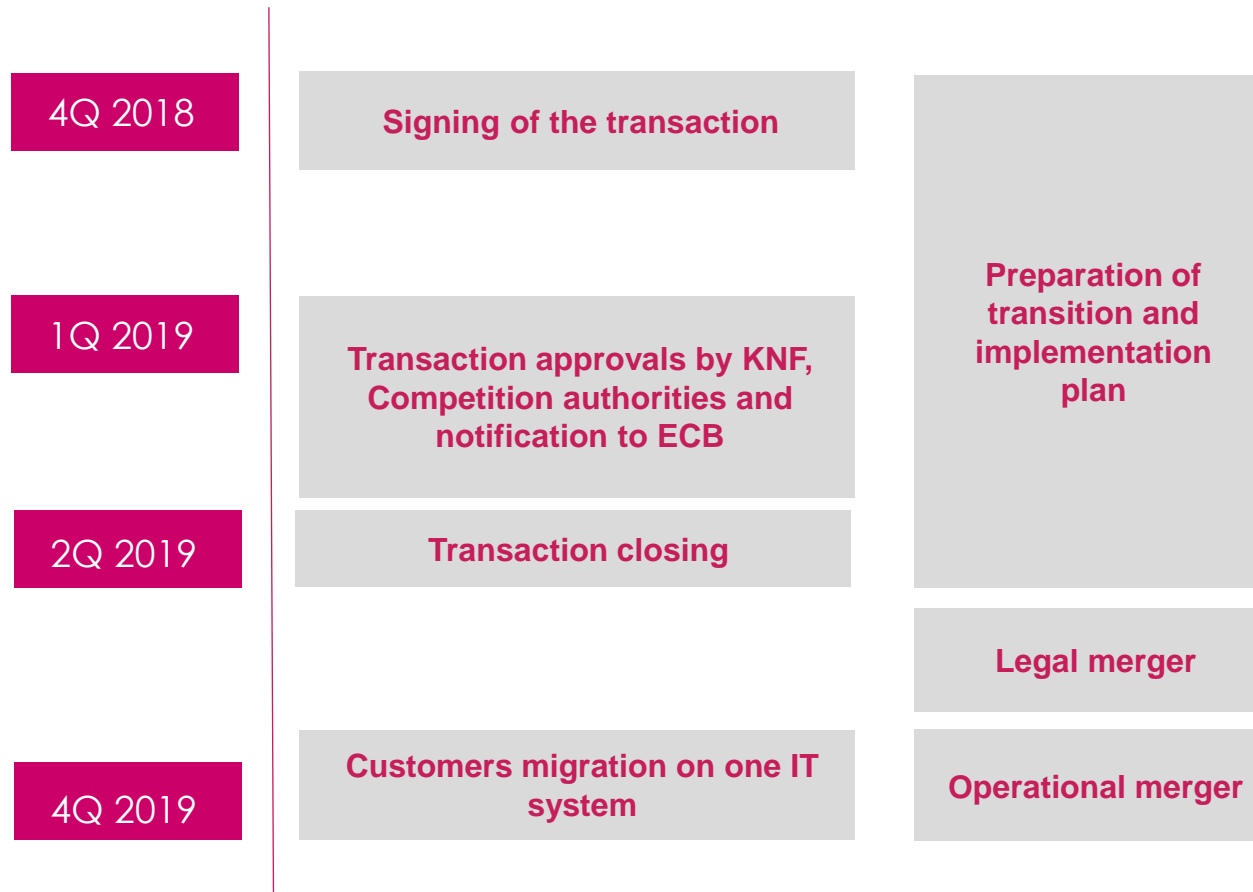 4Q 2018
Signing of the transaction
1Q 2019
Transaction approvals by KNF,
Competition authorities and
notification to ECB
Preparation of
transition and
implementation
plan
2Q 2019
Transaction closing
Legal merger
4Q 2019
Customers migration on one IT
system
Operational merger